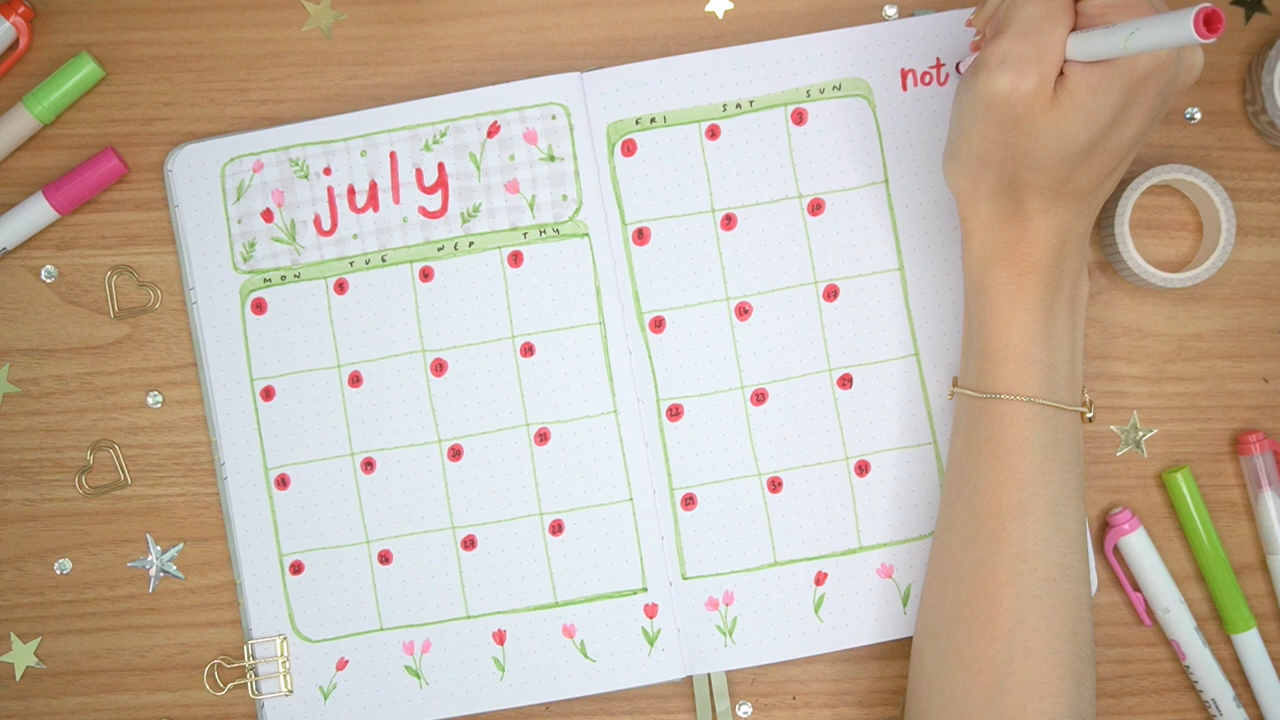 july
MON TUE WED THU
4 5 6 7
11 12 13 14
18 19 20 21
25 26 27 28
not
FRI SAT SUN
1 2 3
8 9 10
15 16 17
22 23 24
29 30 31